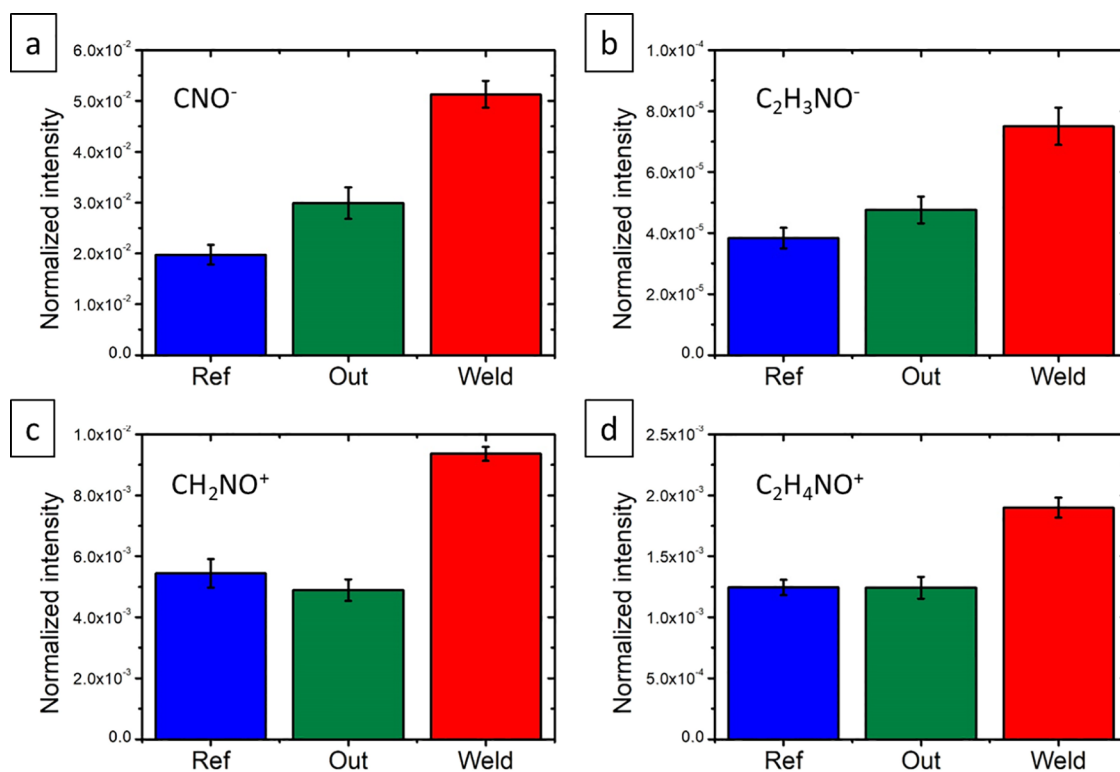 a
6.0x10⁻²
5.0x10⁻²
4.0x10⁻²
3.0x10⁻²
2.0x10⁻²
1.0x10⁻²
0.0
Normalized intensity
CNO⁻
Ref Out Weld
b
1.0x10⁻⁴
8.0x10⁻⁵
6.0x10⁻⁵
4.0x10⁻⁵
2.0x10⁻⁵
0.0
Normalized intensity
C₂H₃NO⁻
Ref Out Weld
c
1.0x10⁻²
8.0x10⁻³
6.0x10⁻³
4.0x10⁻³
2.0x10⁻³
0.0
Normalized intensity
CH₂NO⁺
Ref Out Weld
d
2.5x10⁻³
2.0x10⁻³
1.5x10⁻³
1.0x10⁻³
5.0x10⁻⁴
0.0
Normalized intensity
C₂H₄NO⁺
Ref Out Weld